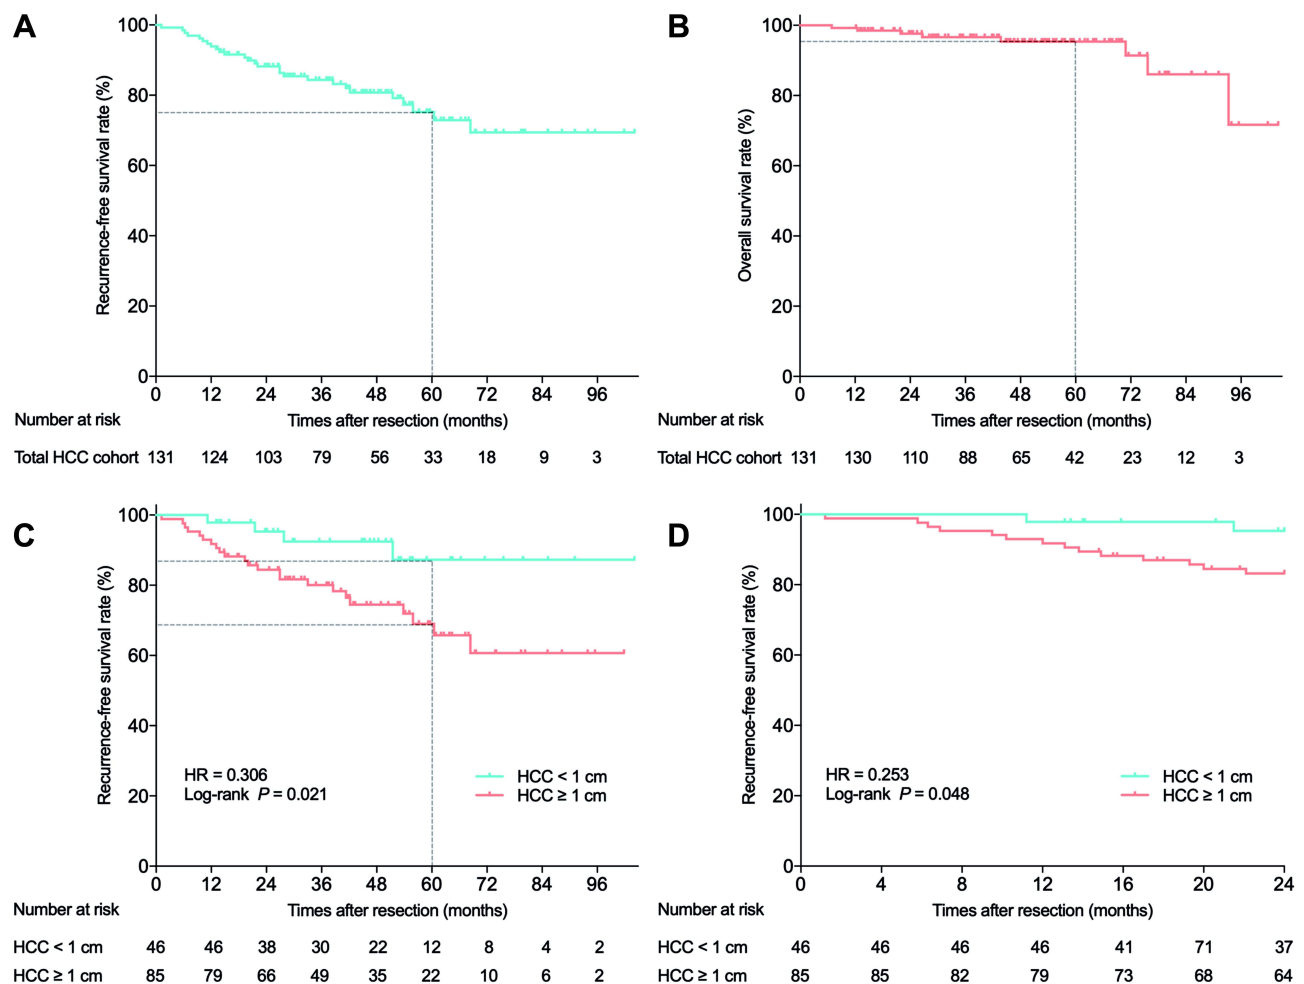 A
Recurrence-free survival rate (%)
100
80
60
40
20
0
0 12 24 36 48 60 72 84 96
Number at risk
Times after resection (months)
Total HCC cohort 131 124 103 79 56 33 18 9 3
B
Overall survival rate (%)
100
80
60
40
20
0
0 12 24 36 48 60 72 84 96
Number at risk
Times after resection (months)
Total HCC cohort 131 130 110 88 65 42 23 12 3
C
Recurrence-free survival rate (%)
100
80
60
40
20
0
HR = 0.306
Log-rank P = 0.021
HCC < 1 cm
HCC ≥ 1 cm
0 12 24 36 48 60 72 84 96
Number at risk
Times after resection (months)
HCC < 1 cm 46 46 38 30 22 12 8 4 2
HCC ≥ 1 cm 85 79 66 49 35 22 10 6 2
D
Recurrence-free survival rate (%)
100
80
60
40
20
0
HR = 0.253
Log-rank P = 0.048
HCC < 1 cm
HCC ≥ 1 cm
0 4 8 12 16 20 24
Number at risk
Times after resection (months)
HCC < 1 cm 46 46 46 46 41 71 37
HCC ≥ 1 cm 85 85 82 79 73 68 64